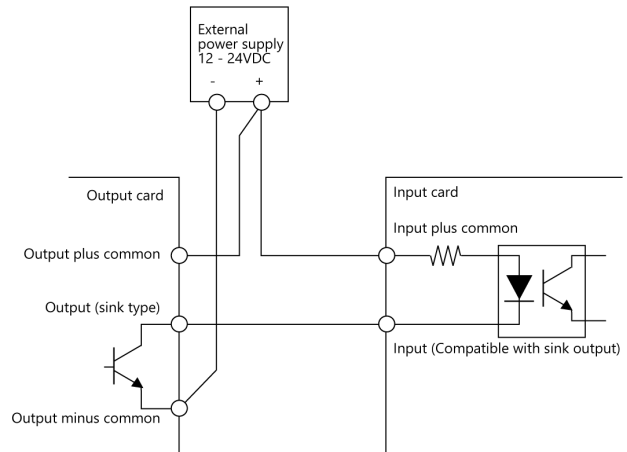 External
power supply
12 - 24VDC
- +
Output card
Input card
Input plus common
Output plus common
Output (sink type)
Input (Compatible with sink output)
Output minus common